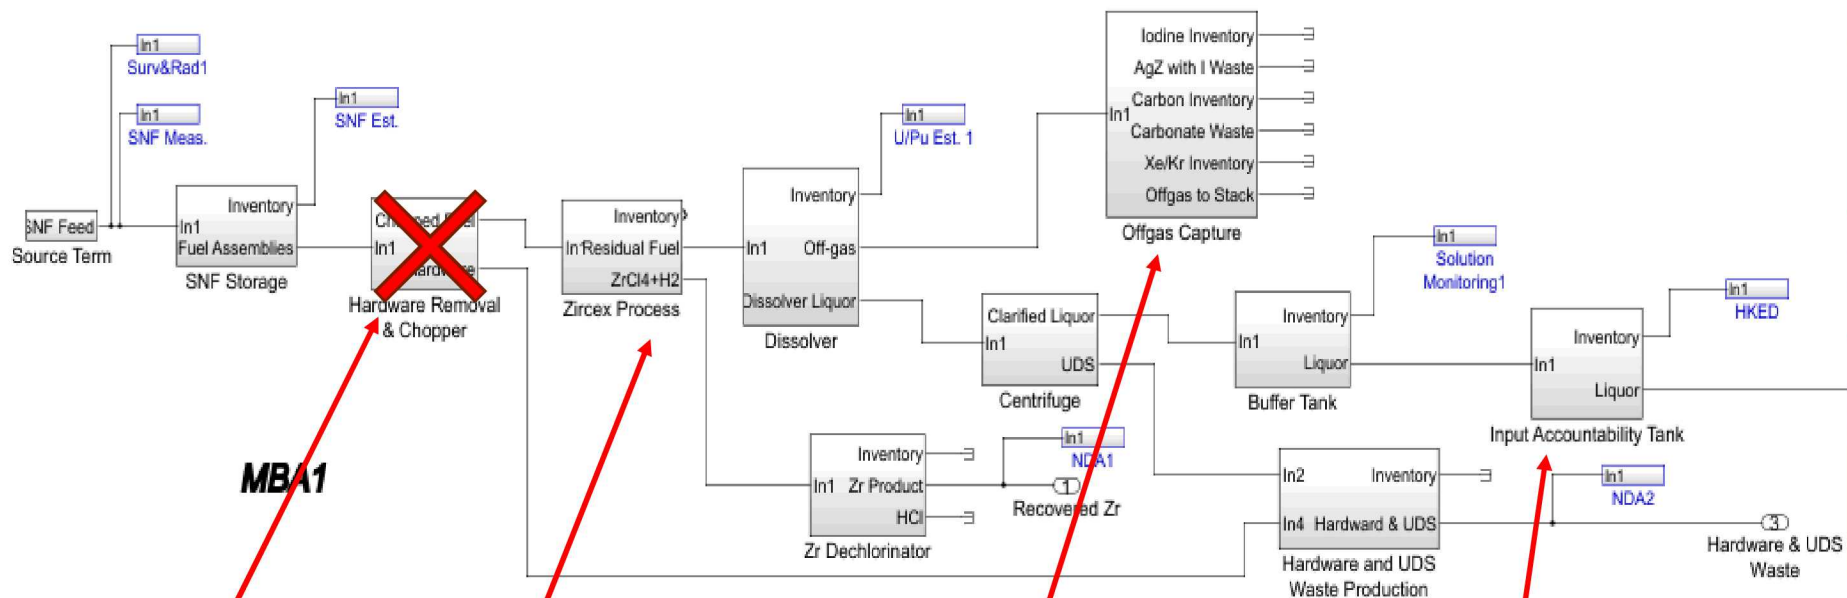 In1
Surv&Rad1
In1
SNF Meas.
SNF Feed
Source Term
Inventory
In1
Fuel Assemblies
SNF Storage
In1
SNF Est.
In1
Hardware Removal
& Chopper
Inventory
Residual Fuel
ZrCl4+H2
Zircex Process
Inventory
In1
Off-gas
Dissolver Liquor
Dissolver
In1
U/Pu Est. 1
Iodine Inventory
AgZ with I Waste
Carbon Inventory
In1
Carbonate Waste
Xe/Kr Inventory
Offgas to Stack
Offgas Capture
Clarified Liquor
In1
UDS
Centrifuge
Inventory
In1
Liquor
Buffer Tank
In1
Solution
Monitoring1
Inventory
In1
Liquor
Input Accountability Tank
In1
HKED
MBA1
Inventory
In1 Zr Product
HCl
Zr Dechlorinator
In1
NDA1
1
Recovered Zr
In2
Inventory
In4 Hardward & UDS
Hardware and UDS
Waste Production
In1
NDA2
3
Hardware & UDS
Waste